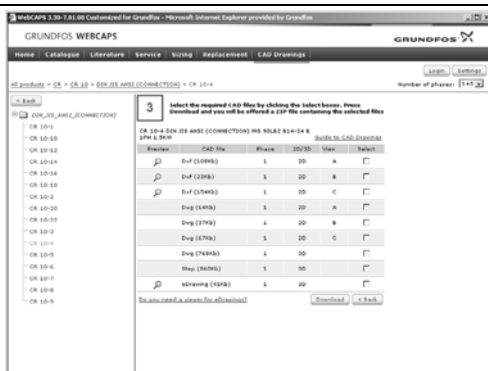 WebCAPS 3.30-7.01.00 Customized for Grundfos - Microsoft Internet Explorer provided by Grundfos
GRUNDFOS WEBCAPS
GRUNDFOS
Home Catalogue Literature Service Sizing Replacement CAD Drawings
Login Settings
All products > CR > CR 10 > DIN JIS ANSI (CONNECTION) > CR 10-4
Number of phases: 1+3
< Back
3
Select the required CAD files by clicking the Select boxes. Press
Download and you will be offered a ZIP file containing the selected files
DIN_JIS_ANSI_(CONNECTION)
CR 10-1
CR 10-10
CR 10-12
CR 10-14
CR 10-16
CR 10-18
CR 10-2
CR 10-20
CR 10-22
CR 10-3
CR 10-4
CR 10-5
CR 10-6
CR 10-7
CR 10-8
CR 10-9
CR 10-4 DIN JIS ANSI (CONNECTION) MG 90LB2 B14-24 B
1PH 1.5KW
Guide to CAD Drawings
Preview CAD file Phase 2D/3D View Select
Dxf (108Kb) 1 2D A
Dxf (23Kb) 1 2D B
Dxf (154Kb) 1 2D C
Dwg (64Kb) 1 2D A
Dwg (37Kb) 1 2D B
Dwg (67Kb) 1 2D C
Dwg (768Kb) 1 3D
Step (860Kb) 1 3D
eDrawing (41Kb) 1 3D
Do you need a viewer for eDrawings?
Download < Back